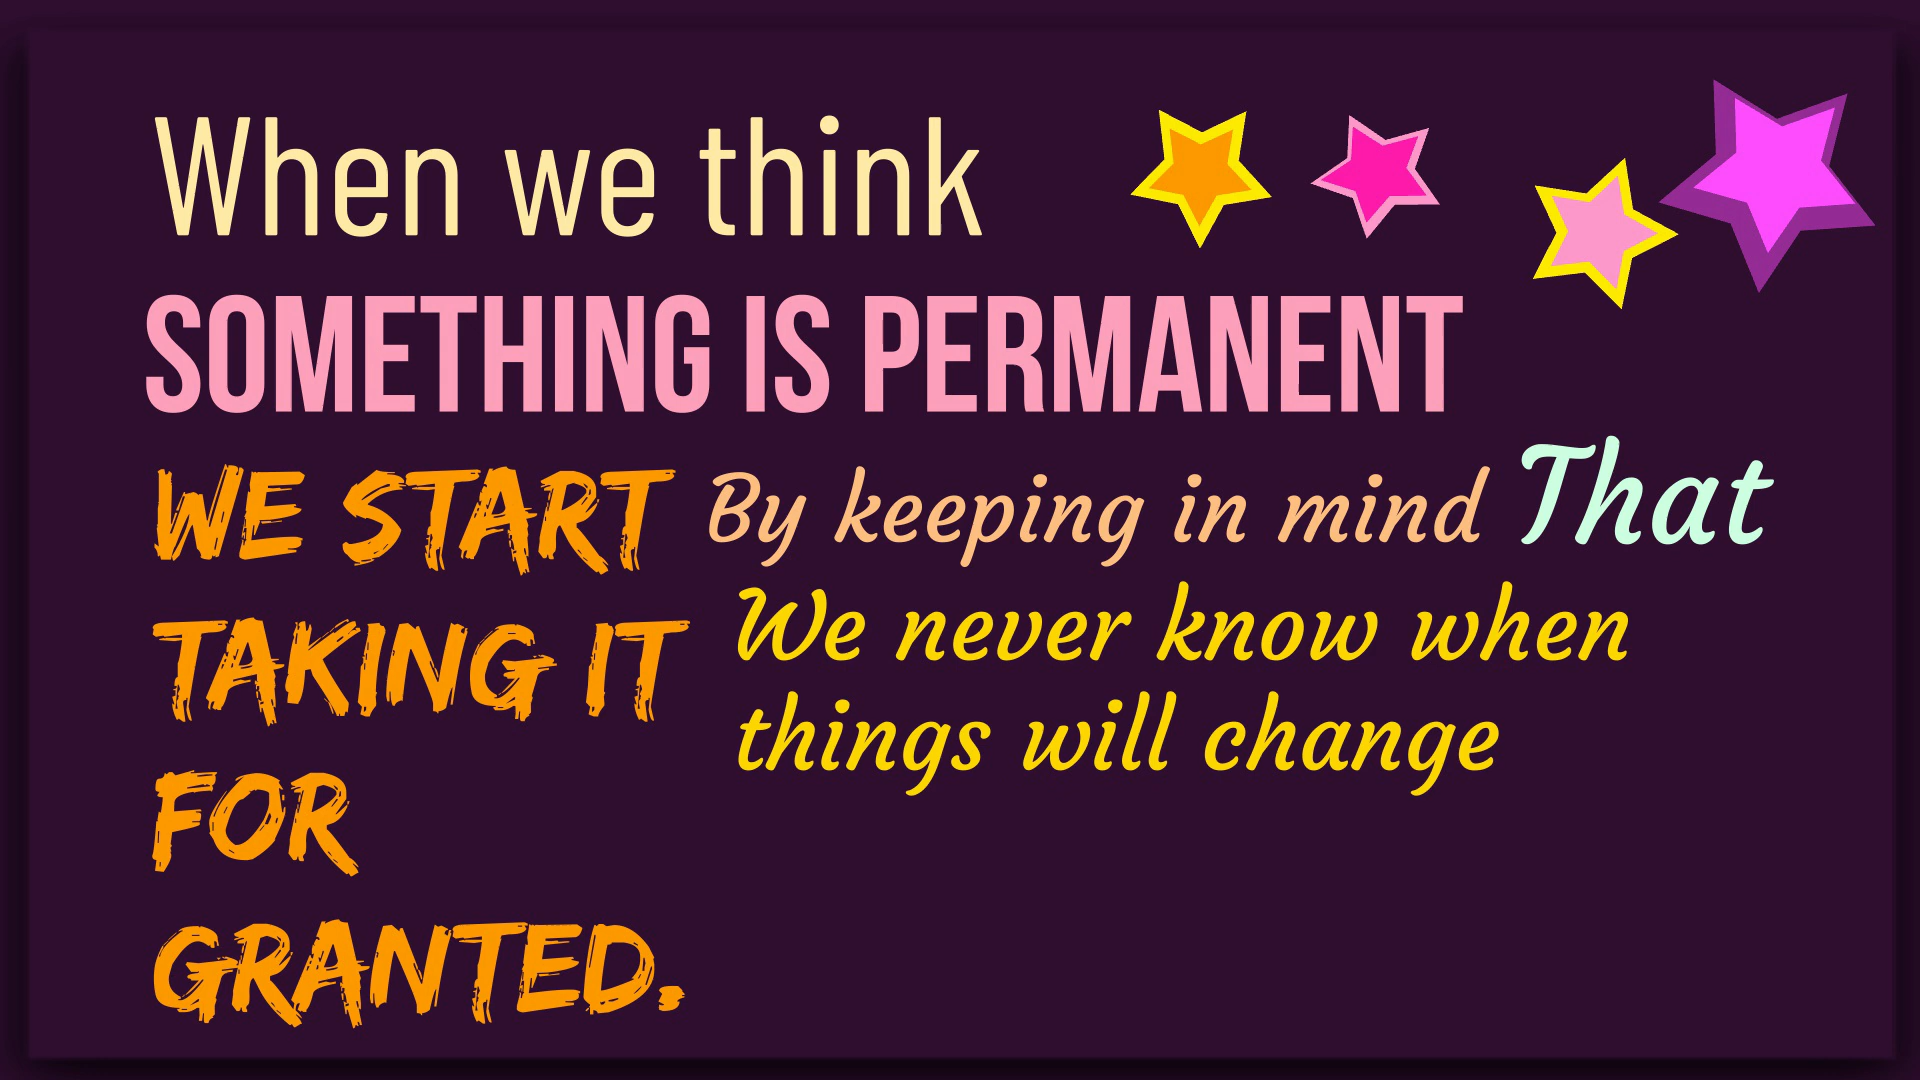 When we think
SOMETHING IS PERMANENT
WE START
TAKING IT
FOR
GRANTED.
By keeping in mind That
We never know when
things will change